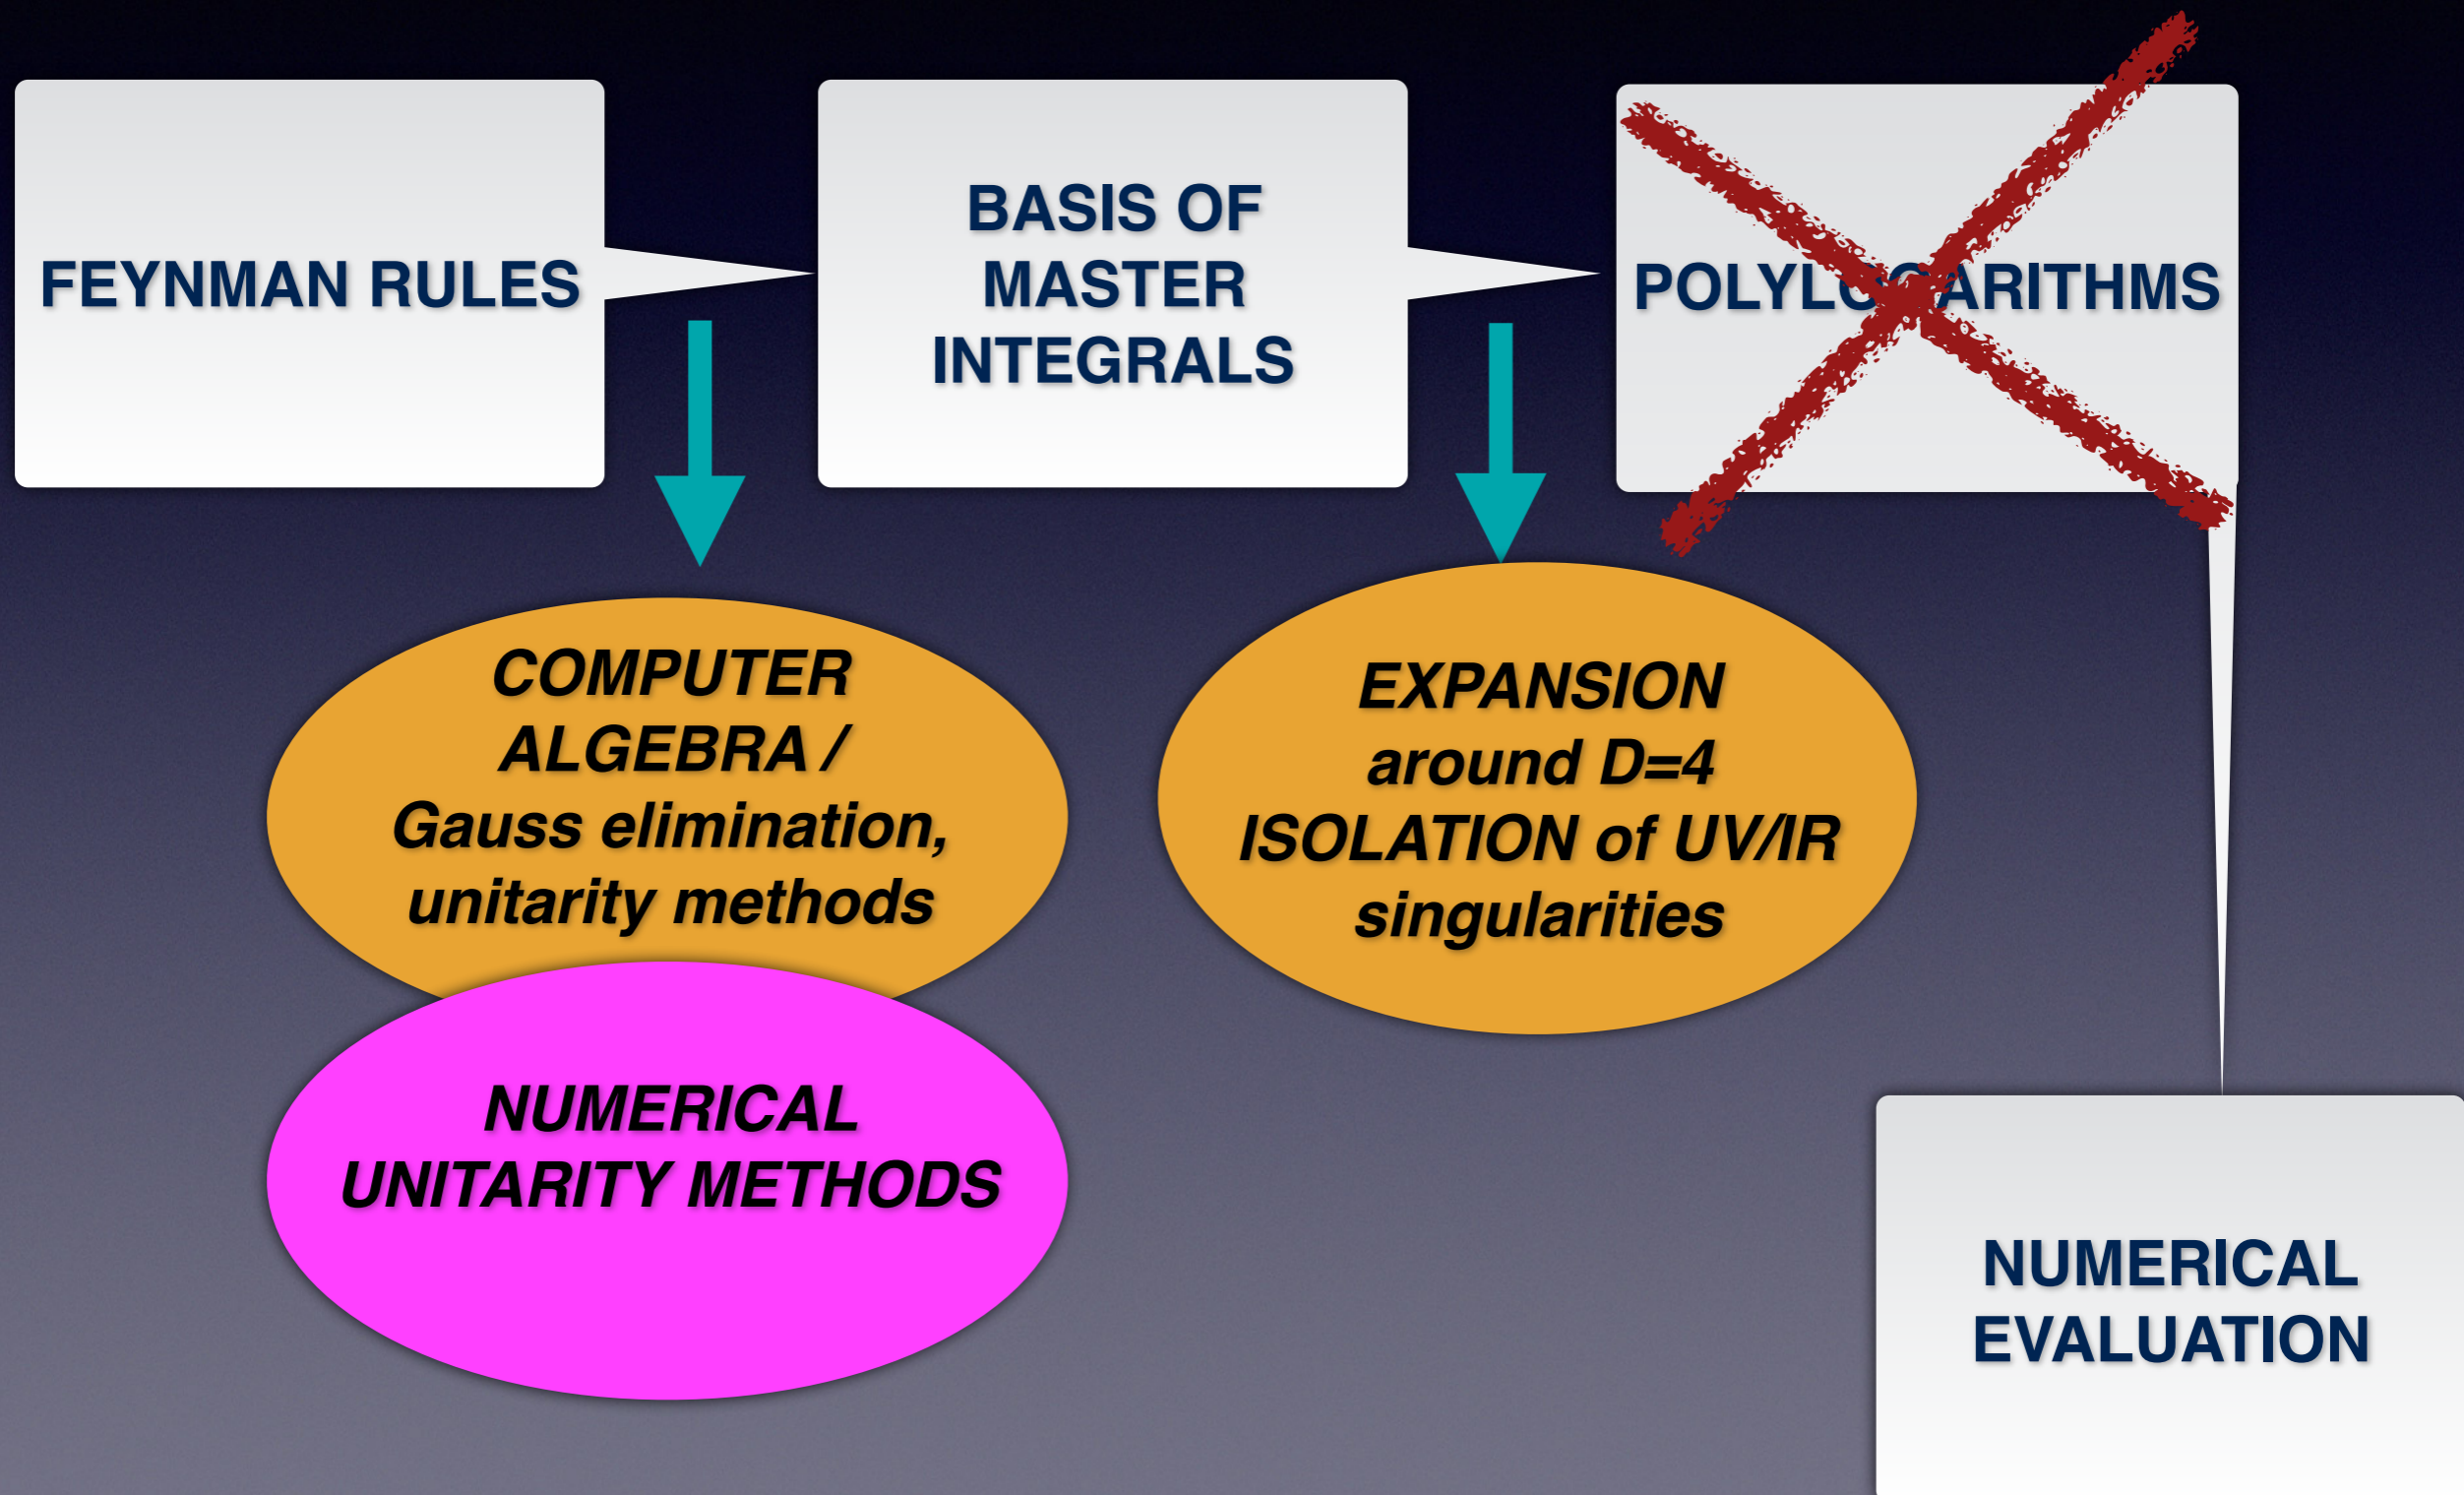 FEYNMAN RULES
BASIS OF
MASTER
INTEGRALS
POLYLOGARITHMS
COMPUTER
ALGEBRA /
Gauss elimination,
unitarity methods
EXPANSION
around D=4
ISOLATION of UV/IR
singularities
NUMERICAL
UNITARITY METHODS
NUMERICAL
EVALUATION